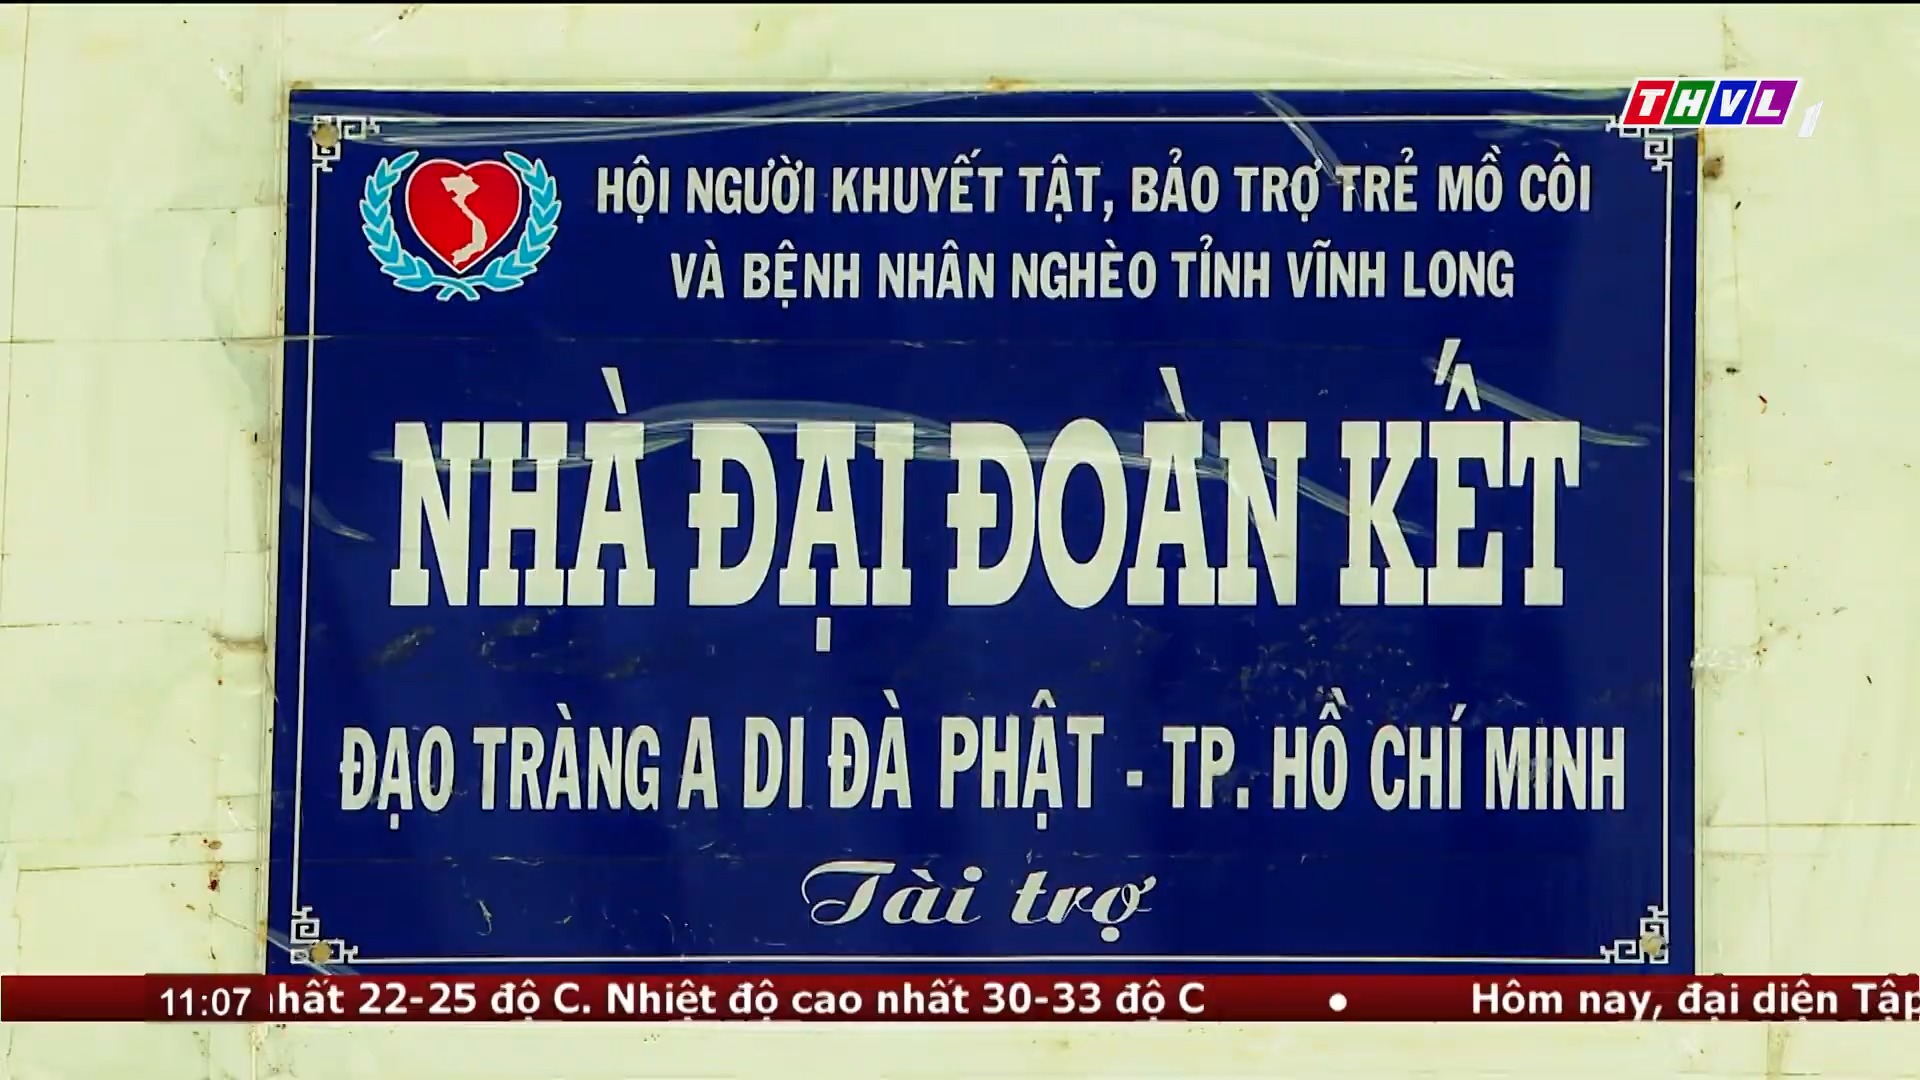 THVL 1
HỘI NGƯỜI KHUYẾT TẬT, BẢO TRỢ TRẺ MỒ CÔI
VÀ BỆNH NHÂN NGHÈO TỈNH VĨNH LONG
NHÀ ĐẠI ĐOÀN KẾT
ĐẠO TRÀNG A DI ĐÀ PHẬT - TP. HỒ CHÍ MINH
Tài trợ
11:07 nhất 22-25 độ C. Nhiệt độ cao nhất 30-33 độ C • Hôm nay, đại diện Tập